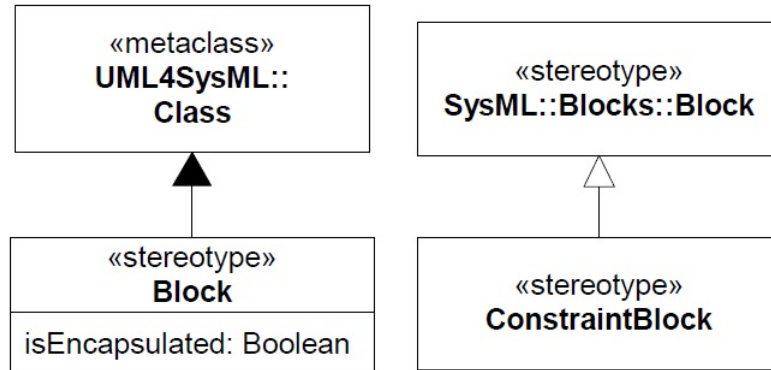 «metaclass»
UML4SysML::
Class
«stereotype»
Block
isEncapsulated: Boolean
«stereotype»
SysML::Blocks::Block
«stereotype»
ConstraintBlock